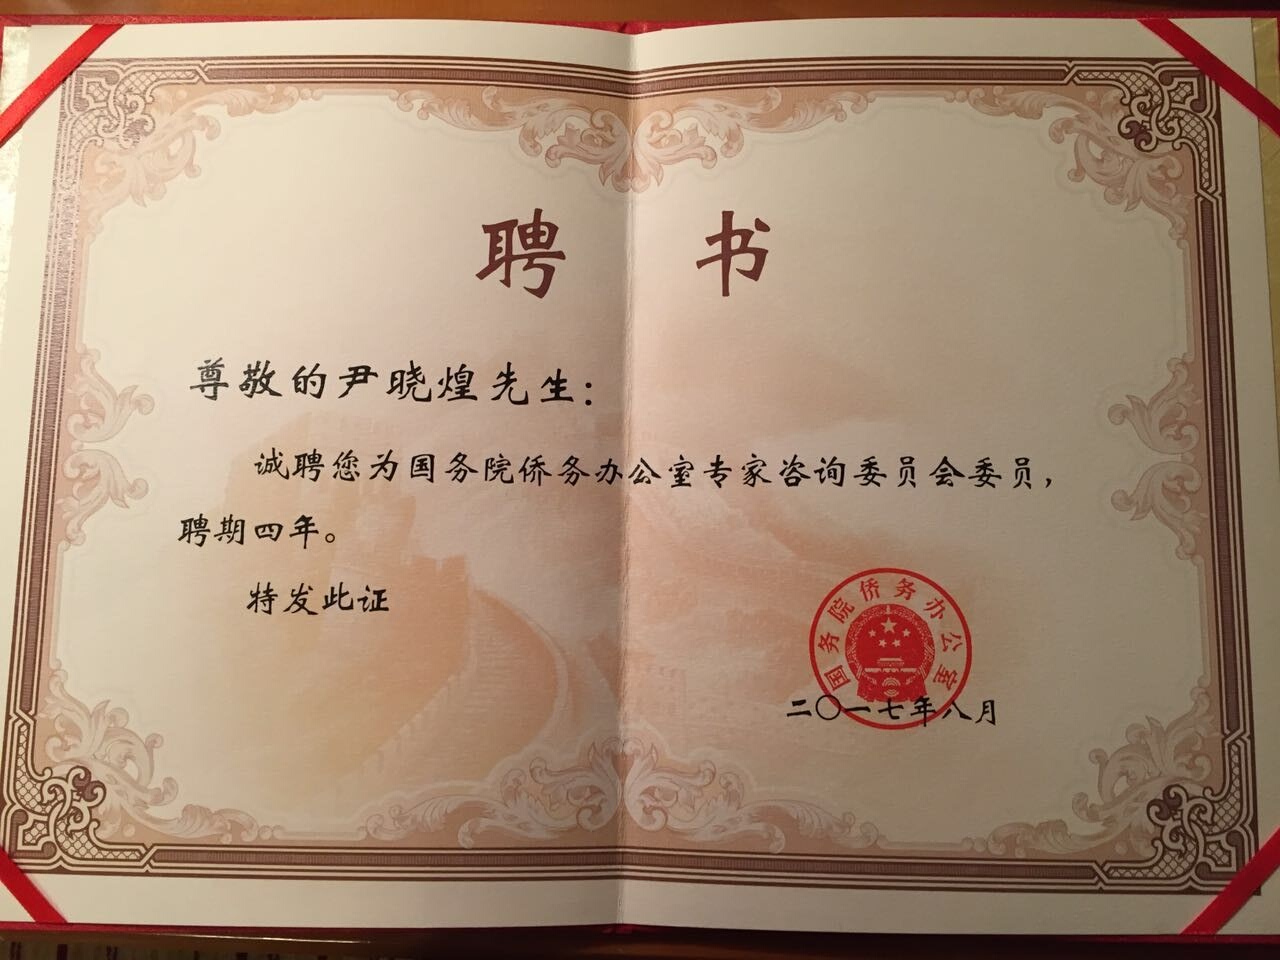 聘书
尊敬的尹晓煌先生：
诚聘您为国务院侨务办公室专家咨询委员会委员，
聘期四年。
特发此证
国务院侨务办公室
二〇一七年八月